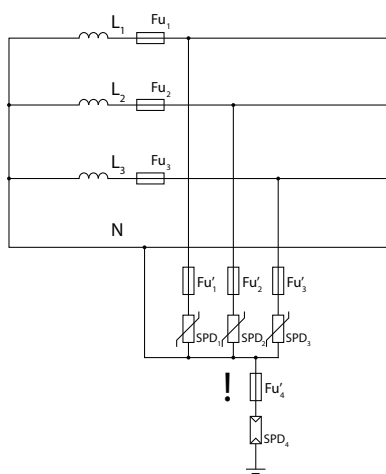 L₁ Fu₁
L₂ Fu₂
L₃ Fu₃
N
Fu'₁ Fu'₂ Fu'₃
SPD₁ SPD₂ SPD₃
! Fu'₄
SPD₄